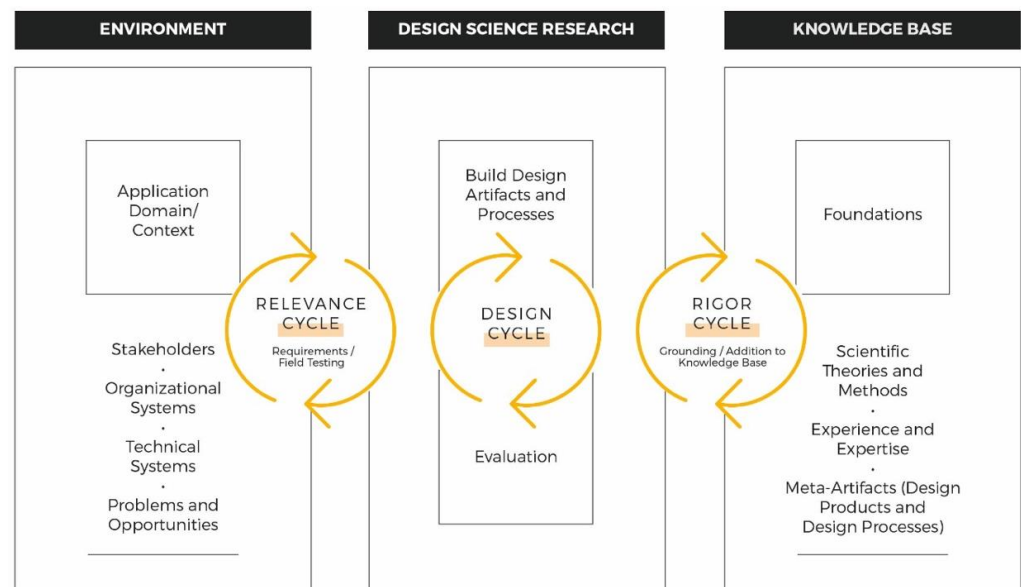 ENVIRONMENT
Application
Domain/
Context
Stakeholders
·
Organizational
Systems
·
Technical
Systems
·
Problems and
Opportunities
RELEVANCE
CYCLE
Requirements /
Field Testing
DESIGN SCIENCE RESEARCH
Build Design
Artifacts and
Processes
DESIGN
CYCLE
Evaluation
RIGOR
CYCLE
Grounding / Addition to
Knowledge Base
KNOWLEDGE BASE
Foundations
Scientific
Theories and
Methods
·
Experience and
Expertise
·
Meta-Artifacts (Design
Products and
Design Processes)